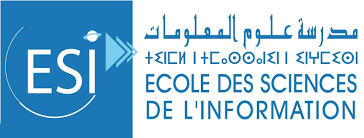 ESI
مدرسة علوم المعلومات
ECOLE DES SCIENCES
DE L'INFORMATION